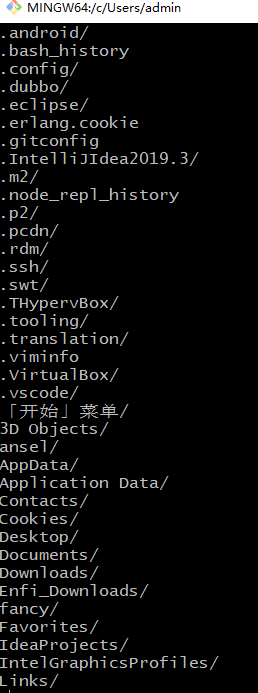 MINGW64:/c/Users/admin
.android/
.bash_history
.config/
.dubbo/
.eclipse/
.erlang.cookie
.gitconfig
.IntelliJIdea2019.3/
.m2/
.node_repl_history
.p2/
.pcdn/
.rdm/
.ssh/
.swt/
.THypervBox/
.tooling/
.translation/
.viminfo
.VirtualBox/
.vscode/
「开始」菜单/
3D Objects/
ansel/
AppData/
Application Data/
Contacts/
Cookies/
Desktop/
Documents/
Downloads/
Enfi_Downloads/
fancy/
Favorites/
IdeaProjects/
IntelGraphicsProfiles/
Links/